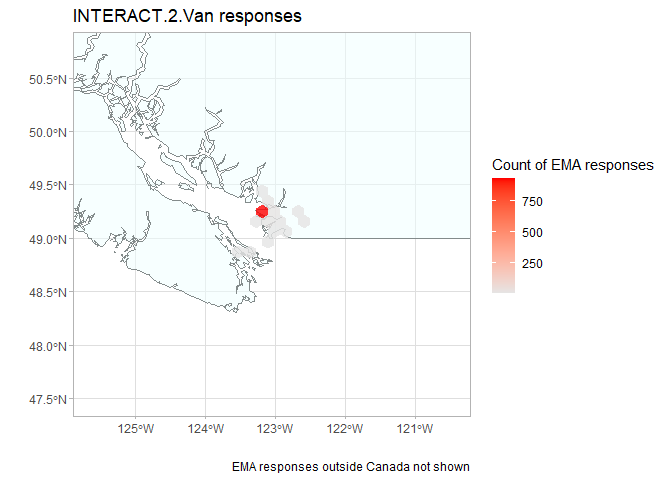 INTERACT.2.Van responses
50.5°N
50.0°N
49.5°N
49.0°N
48.5°N
48.0°N
47.5°N
125°W 124°W 123°W 122°W 121°W
Count of EMA responses
750
500
250
EMA responses outside Canada not shown